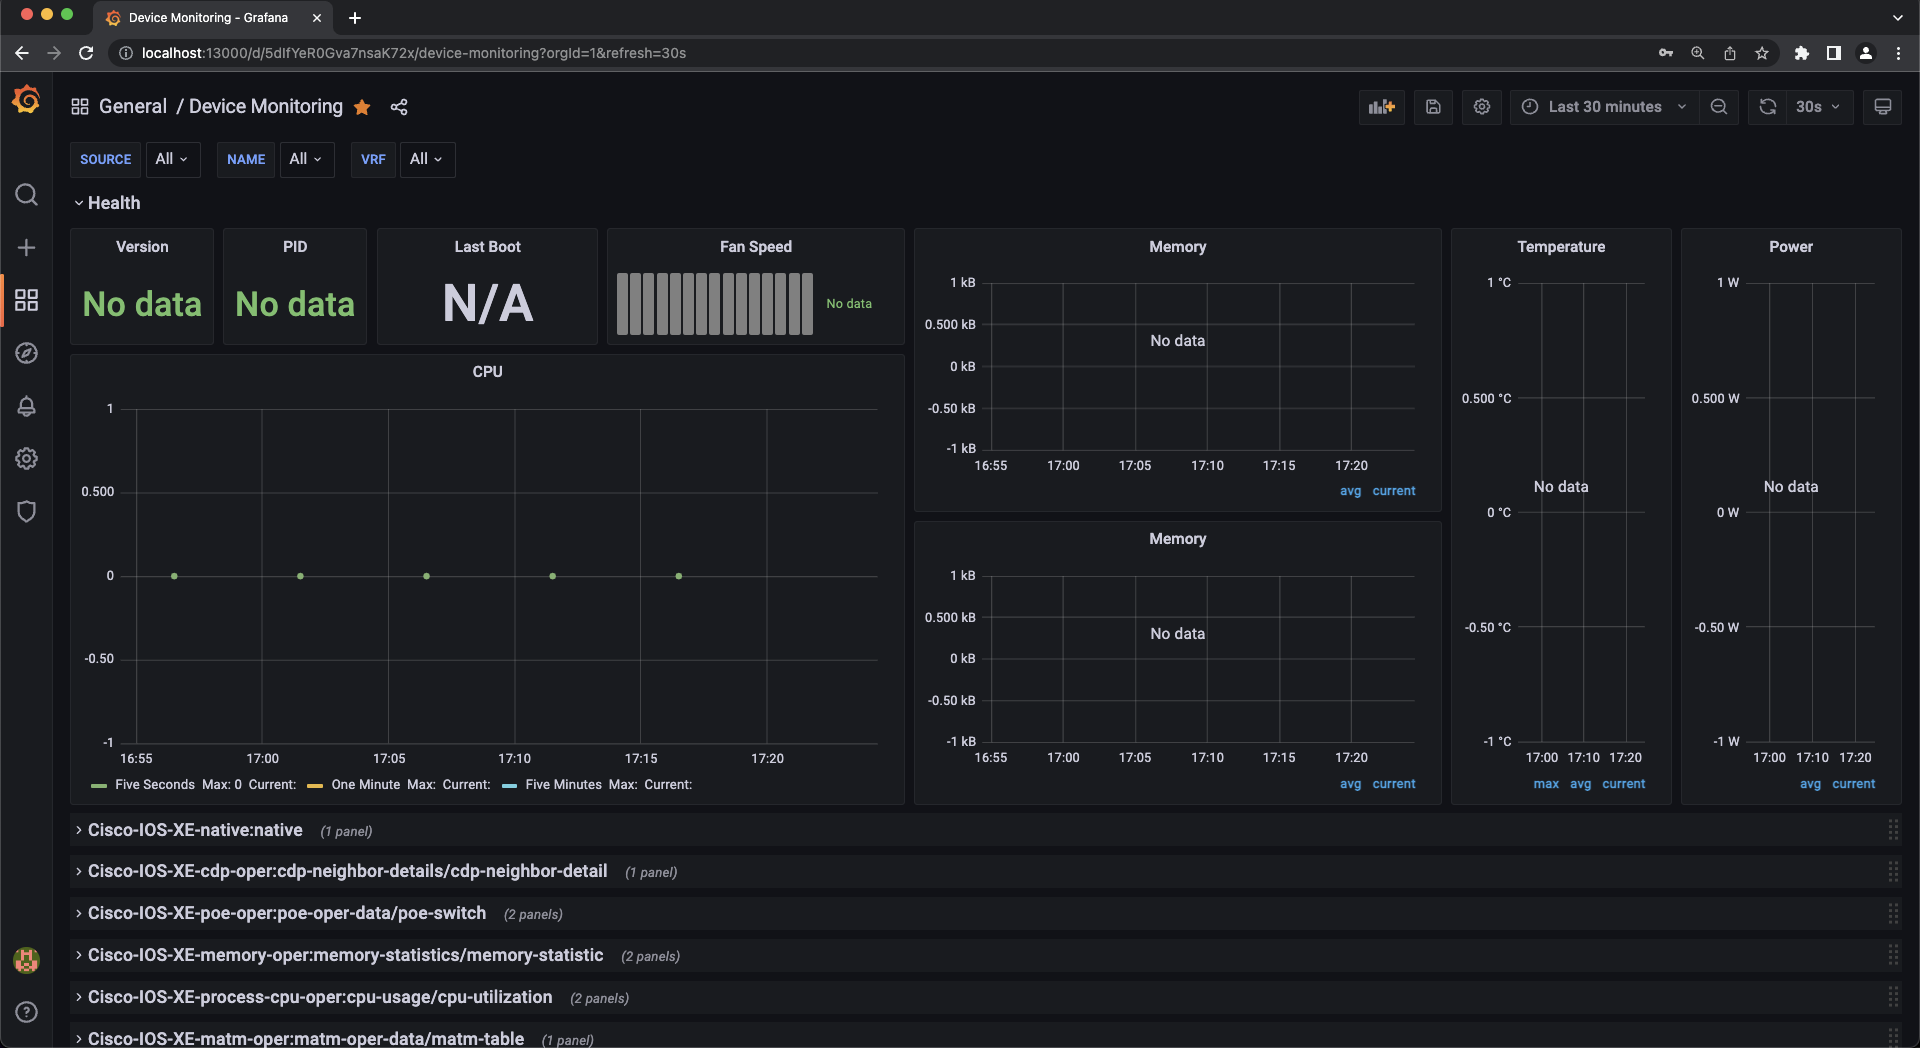 Device Monitoring - Grafana
localhost:13000/d/5dIfYeR0Gva7nsaK72x/device-monitoring?orgId=1&refresh=30s
General / Device Monitoring
Last 30 minutes
30s
SOURCE All NAME All VRF All
Health
Version
No data
PID
No data
Last Boot
N/A
Fan Speed
No data
CPU
1
0.500
0
-0.50
-1
16:55 17:00 17:05 17:10 17:15 17:20
Five Seconds Max: 0 Current: One Minute Max: Current: Five Minutes Max: Current:
Memory
1 kB
0.500 kB
No data
0 kB
-0.50 kB
-1 kB
16:55 17:00 17:05 17:10 17:15 17:20
avg current
Memory
1 kB
0.500 kB
No data
0 kB
-0.50 kB
-1 kB
16:55 17:00 17:05 17:10 17:15 17:20
avg current
Temperature
1 °C
0.500 °C
No data
0 °C
-0.50 °C
-1 °C
17:00 17:10 17:20
max avg current
Power
1 W
0.500 W
No data
0 W
-0.50 W
-1 W
17:00 17:10 17:20
avg current
Cisco-IOS-XE-native:native (1 panel)
Cisco-IOS-XE-cdp-oper:cdp-neighbor-details/cdp-neighbor-detail (1 panel)
Cisco-IOS-XE-poe-oper:poe-oper-data/poe-switch (2 panels)
Cisco-IOS-XE-memory-oper:memory-statistics/memory-statistic (2 panels)
Cisco-IOS-XE-process-cpu-oper:cpu-usage/cpu-utilization (2 panels)
Cisco-IOS-XE-matm-oper:matm-oper-data/matm-table (1 panel)